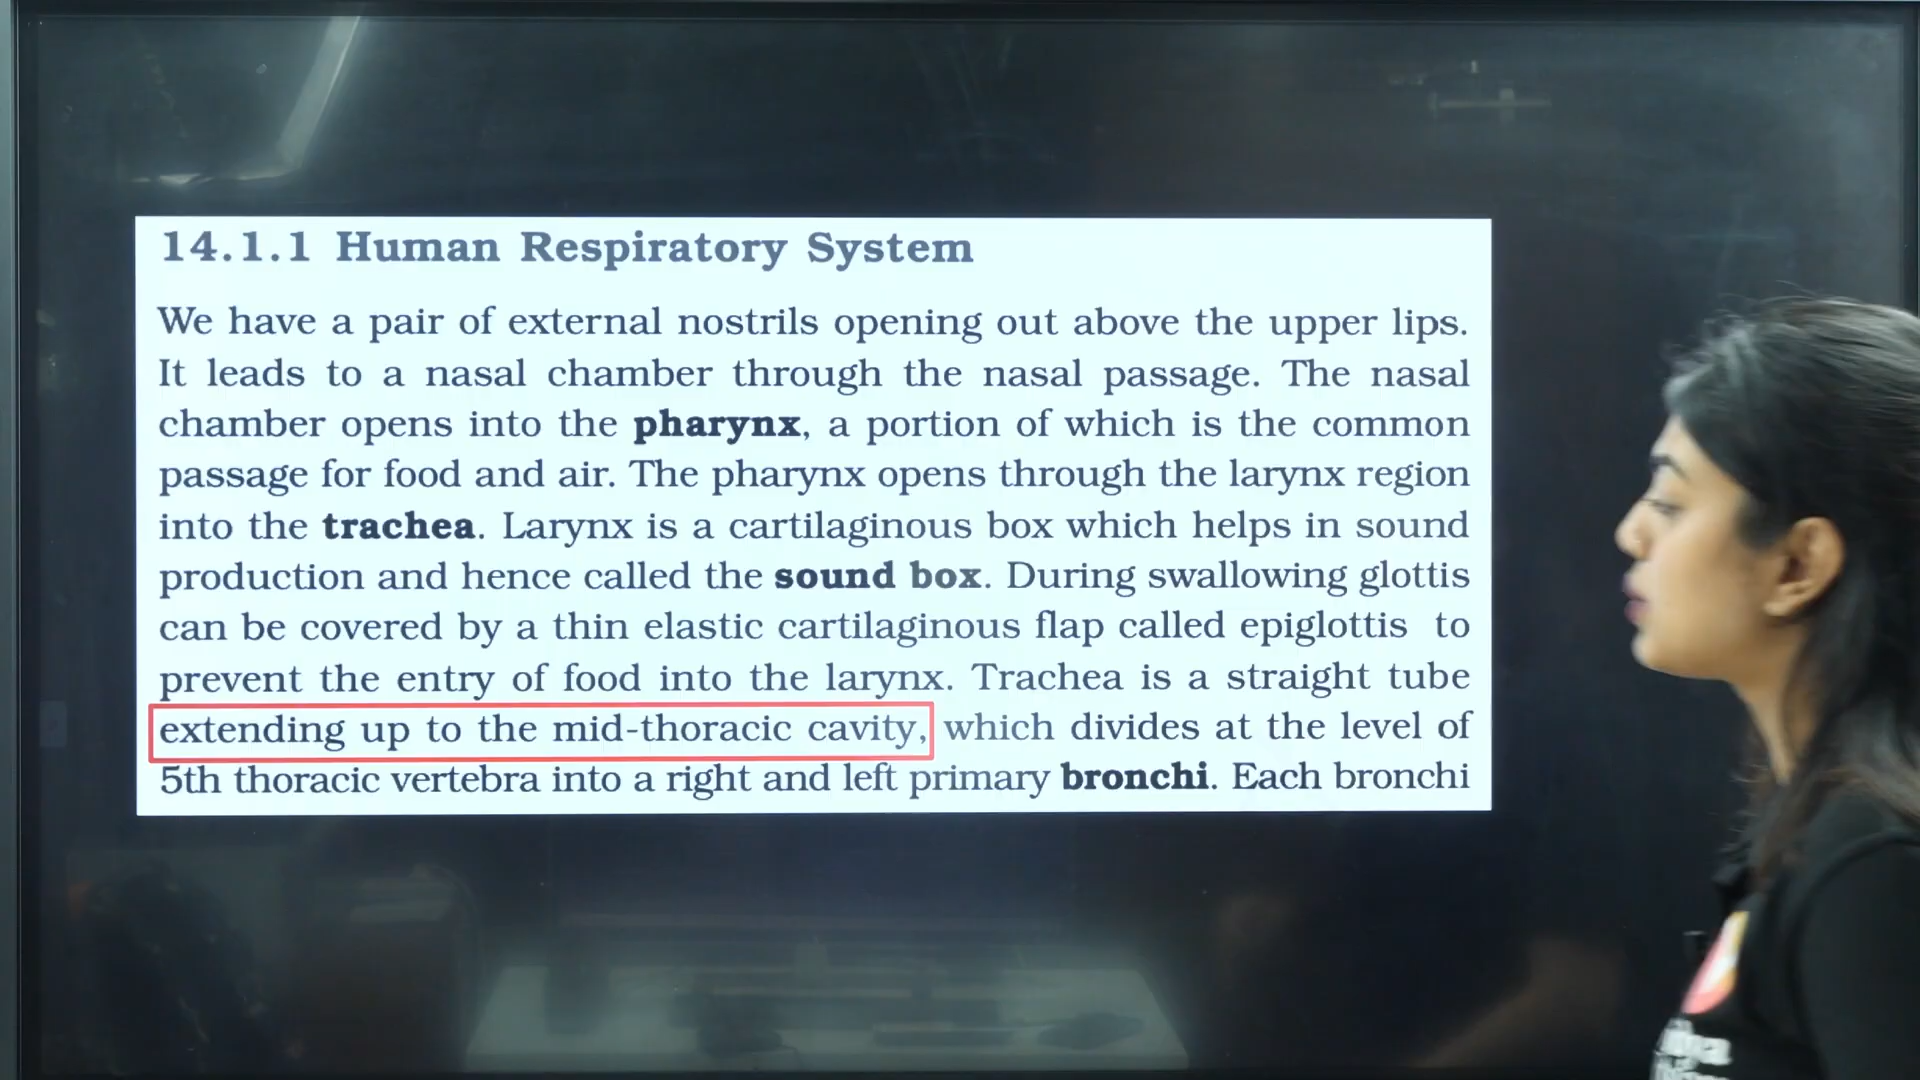 14.1.1 Human Respiratory System
We have a pair of external nostrils opening out above the upper lips.
It leads to a nasal chamber through the nasal passage. The nasal
chamber opens into the pharynx, a portion of which is the common
passage for food and air. The pharynx opens through the larynx region
into the trachea. Larynx is a cartilaginous box which helps in sound
production and hence called the sound box. During swallowing glottis
can be covered by a thin elastic cartilaginous flap called epiglottis to
prevent the entry of food into the larynx. Trachea is a straight tube
extending up to the mid-thoracic cavity, which divides at the level of
5th thoracic vertebra into a right and left primary bronchi. Each bronchi